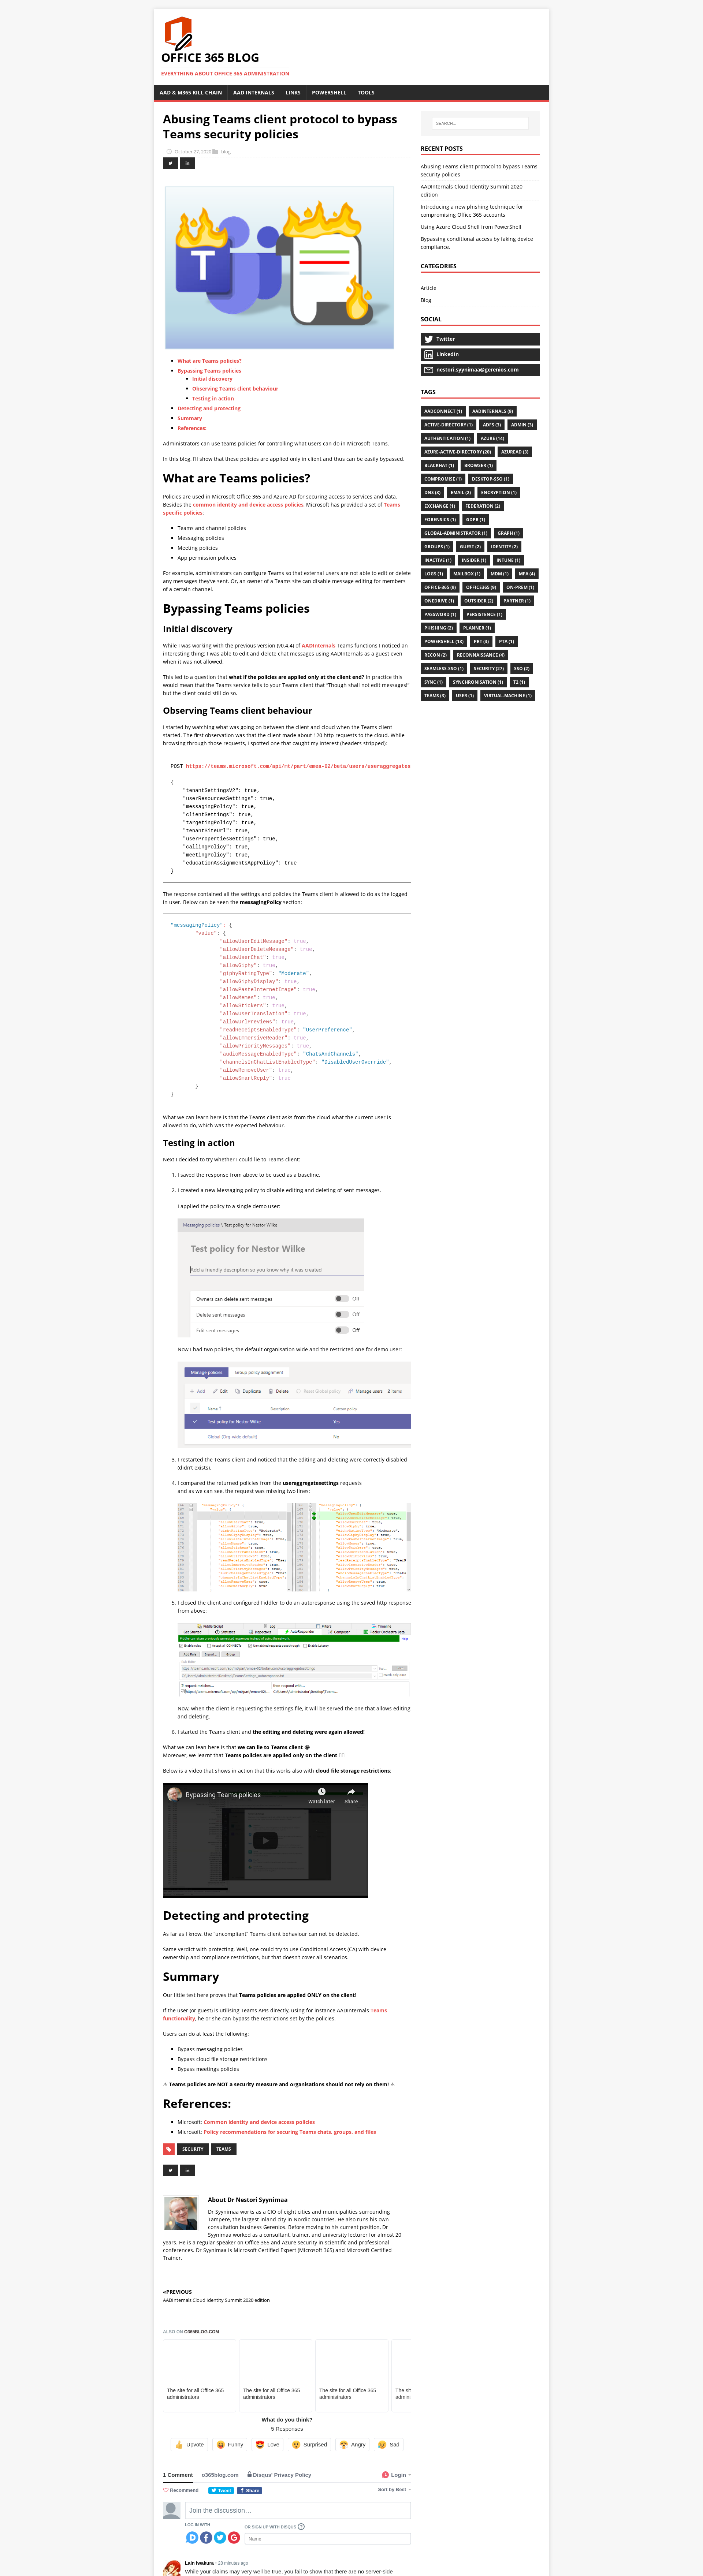 OFFICE 365 BLOG
EVERYTHING ABOUT OFFICE 365 ADMINISTRATION
AAD & M365 KILL CHAIN
AAD INTERNALS
LINKS
POWERSHELL
TOOLS
Abusing Teams client protocol to bypass
Teams security policies
October 27, 2020 blog
What are Teams policies?
Bypassing Teams policies
Initial discovery
Observing Teams client behaviour
Testing in action
Detecting and protecting
Summary
References:
Administrators can use teams policies for controlling what users can do in Microsoft Teams.
In this blog, I'll show that these policies are applied only in client and thus can be easily bypassed.
What are Teams policies?
Policies are used in Microsoft Office 365 and Azure AD for securing access to services and data.
Besides the common identity and device access policies, Microsoft has provided a set of Teams
specific policies:
Teams and channel policies
Messaging policies
Meeting policies
App permission policies
For example, administrators can configure Teams so that external users are not able to edit or delete
messages they've sent. Or, an owner of a Teams site can disable message editing for members
of a certain channel.
Bypassing Teams policies
Initial discovery
While I was working with the previous version (v0.4.4) of AADInternals Teams functions I noticed an
interesting thing: I was able to edit and delete chat messages using AADInternals as a guest even
when it was not allowed.
This led to a question that what if the policies are applied only at the client end? In practice this
would mean that the Teams service tells to your Teams client that "Though shall not edit messages!"
but the client could still do so.
Observing Teams client behaviour
I started by watching what was going on between the client and cloud when the Teams client
started. The first observation was that the client made about 120 http requests to the cloud. While
browsing through those requests, I spotted one that caught my interest (headers stripped):
POST https://teams.microsoft.com/api/mt/part/emea-02/beta/users/useraggregates
{
"tenantSettingsV2": true,
"userResourcesSettings": true,
"messagingPolicy": true,
"clientSettings": true,
"targetingPolicy": true,
"tenantSiteUrl": true,
"userPropertiesSettings": true,
"callingPolicy": true,
"meetingPolicy": true,
"educationAssignmentsAppPolicy": true
}
The response contained all the settings and policies the Teams client is allowed to do as the logged
in user. Below can be seen the messagingPolicy section:
"messagingPolicy": {
"value": {
"allowUserEditMessage": true,
"allowUserDeleteMessage": true,
"allowUserChat": true,
"allowGiphy": true,
"giphyRatingType": "Moderate",
"allowGiphyDisplay": true,
"allowPasteInternetImage": true,
"allowMemes": true,
"allowStickers": true,
"allowUserTranslation": true,
"allowUrlPreviews": true,
"readReceiptsEnabledType": "UserPreference",
"allowImmersiveReader": true,
"allowPriorityMessages": true,
"audioMessageEnabledType": "ChatsAndChannels",
"channelsInChatListEnabledType": "DisabledUserOverride",
"allowRemoveUser": true,
"allowSmartReply": true
}
}
What we can learn here is that the Teams client asks from the cloud what the current user is
allowed to do, which was the expected behaviour.
Testing in action
Next I decided to try whether I could lie to Teams client:
1. I saved the response from above to be used as a baseline.
2. I created a new Messaging policy to disable editing and deleting of sent messages.
I applied the policy to a single demo user:
Messaging policies \ Test policy for Nestor Wilke
Test policy for Nestor Wilke
Add a friendly description so you know why it was created
Owners can delete sent messages Off
Delete sent messages Off
Edit sent messages Off
Now I had two policies, the default organisation wide and the restricted one for demo user:
Manage policies Group policy assignment
+ Add Edit Duplicate Delete Reset Global policy Manage users 2 items
Name ↑ Description Custom policy
Test policy for Nestor Wilke Yes
Global (Org-wide default) No
3. I restarted the Teams client and noticed that the editing and deleting were correctly disabled
(didn't exists).
4. I compared the returned policies from the useraggregatesettings requests
and as we can see, the request was missing two lines:
5. I closed the client and configured Fiddler to do an autoresponse using the saved http response
from above:
Now, when the client is requesting the settings file, it will be served the one that allows editing
and deleting.
6. I started the Teams client and the editing and deleting were again allowed!
What we can lean here is that we can lie to Teams client 😂
Moreover, we learnt that Teams policies are applied only on the client
Below is a video that shows in action that this works also with cloud file storage restrictions:
Bypassing Teams policies
Watch later
Share
Detecting and protecting
As far as I know, the "uncompliant" Teams client behaviour can not be detected.
Same verdict with protecting. Well, one could try to use Conditional Access (CA) with device
ownership and compliance restrictions, but that doesn't cover all scenarios.
Summary
Our little test here proves that Teams policies are applied ONLY on the client!
If the user (or guest) is utilising Teams APIs directly, using for instance AADInternals Teams
functionality, he or she can bypass the restrictions set by the policies.
Users can do at least the following:
Bypass messaging policies
Bypass cloud file storage restrictions
Bypass meetings policies
⚠ Teams policies are NOT a security measure and organisations should not rely on them! ⚠
References:
Microsoft: Common identity and device access policies
Microsoft: Policy recommendations for securing Teams chats, groups, and files
SECURITY
TEAMS
About Dr Nestori Syynimaa
Dr Syynimaa works as a CIO of eight cities and municipalities surrounding
Tampere, the largest inland city in Nordic countries. He also runs his own
consultation business Gerenios. Before moving to his current position, Dr
Syynimaa worked as a consultant, trainer, and university lecturer for almost 20
years. He is a regular speaker on Office 365 and Azure security in scientific and professional
conferences. Dr Syynimaa is Microsoft Certified Expert (Microsoft 365) and Microsoft Certified
Trainer.
«PREVIOUS
AADInternals Cloud Identity Summit 2020 edition
ALSO ON O365BLOG.COM
The site for all Office 365
administrators
The site for all Office 365
administrators
The site for all Office 365
administrators
The sit
adminis
What do you think?
5 Responses
Upvote
Funny
Love
Surprised
Angry
Sad
1 Comment
o365blog.com
Disqus' Privacy Policy
1 Login
Recommend
Tweet
Share
Sort by Best
Join the discussion…
LOG IN WITH
OR SIGN UP WITH DISQUS ?
Name
Lain Iwakura • 28 minutes ago
While your claims may very well be true, you fail to show that there are no server-side
SEARCH...
RECENT POSTS
Abusing Teams client protocol to bypass Teams
security policies
AADInternals Cloud Identity Summit 2020
edition
Introducing a new phishing technique for
compromising Office 365 accounts
Using Azure Cloud Shell from PowerShell
Bypassing conditional access by faking device
compliance.
CATEGORIES
Article
Blog
SOCIAL
Twitter
LinkedIn
nestori.syynimaa@gerenios.com
TAGS
AADCONNECT (1) AADINTERNALS (9)
ACTIVE-DIRECTORY (1) ADFS (3) ADMIN (3)
AUTHENTICATION (1) AZURE (14)
AZURE-ACTIVE-DIRECTORY (20) AZUREAD (3)
BLACKHAT (1) BROWSER (1)
COMPROMISE (1) DESKTOP-SSO (1)
DNS (3) EMAIL (2) ENCRYPTION (1)
EXCHANGE (1) FEDERATION (2)
FORENSICS (1) GDPR (1)
GLOBAL-ADMINISTRATOR (1) GRAPH (1)
GROUPS (1) GUEST (2) IDENTITY (2)
INACTIVE (1) INSIDER (1) INTUNE (1)
LOGS (1) MAILBOX (1) MDM (1) MFA (4)
OFFICE-365 (9) OFFICE365 (9) ON-PREM (1)
ONEDRIVE (1) OUTSIDER (2) PARTNER (1)
PASSWORD (1) PERSISTENCE (1)
PHISHING (2) PLANNER (1)
POWERSHELL (13) PRT (3) PTA (1)
RECON (2) RECONNAISSANCE (4)
SEAMLESS-SSO (1) SECURITY (27) SSO (2)
SYNC (1) SYNCHRONISATION (1) T2 (1)
TEAMS (3) USER (1) VIRTUAL-MACHINE (1)